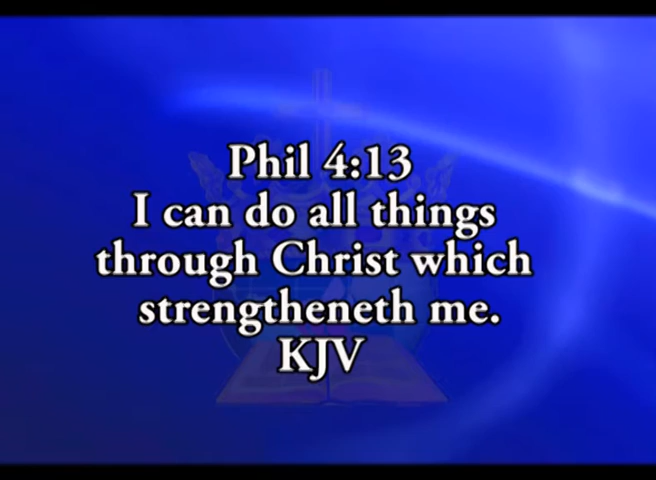 Phil 4:13
I can do all things
through Christ which
strengtheneth me.
KJV